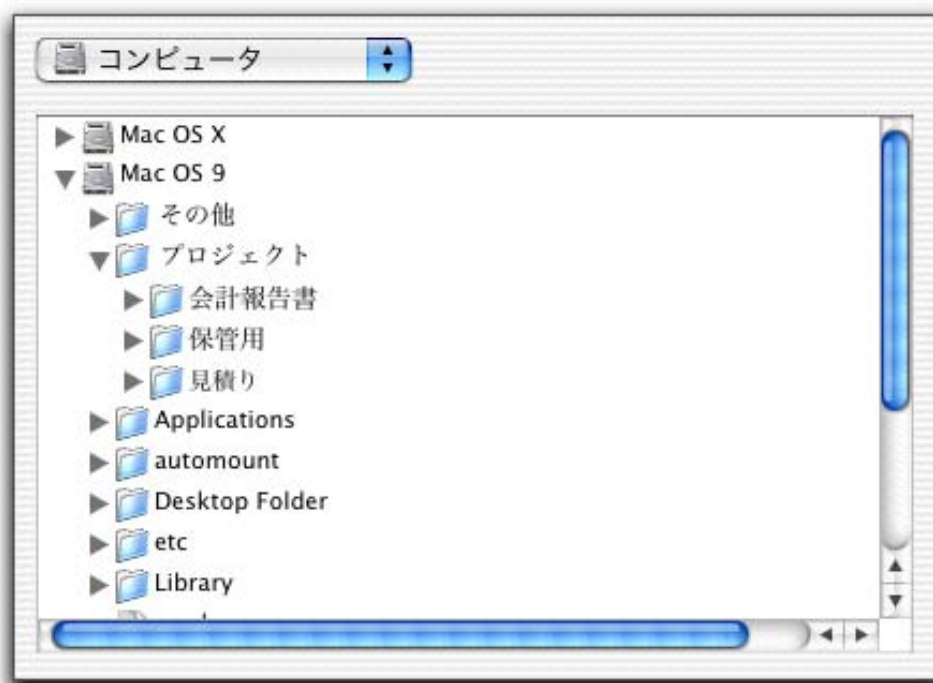 コンピュータ
Mac OS X
Mac OS 9
その他
プロジェクト
会計報告書
保管用
見積り
Applications
automount
Desktop Folder
etc
Library